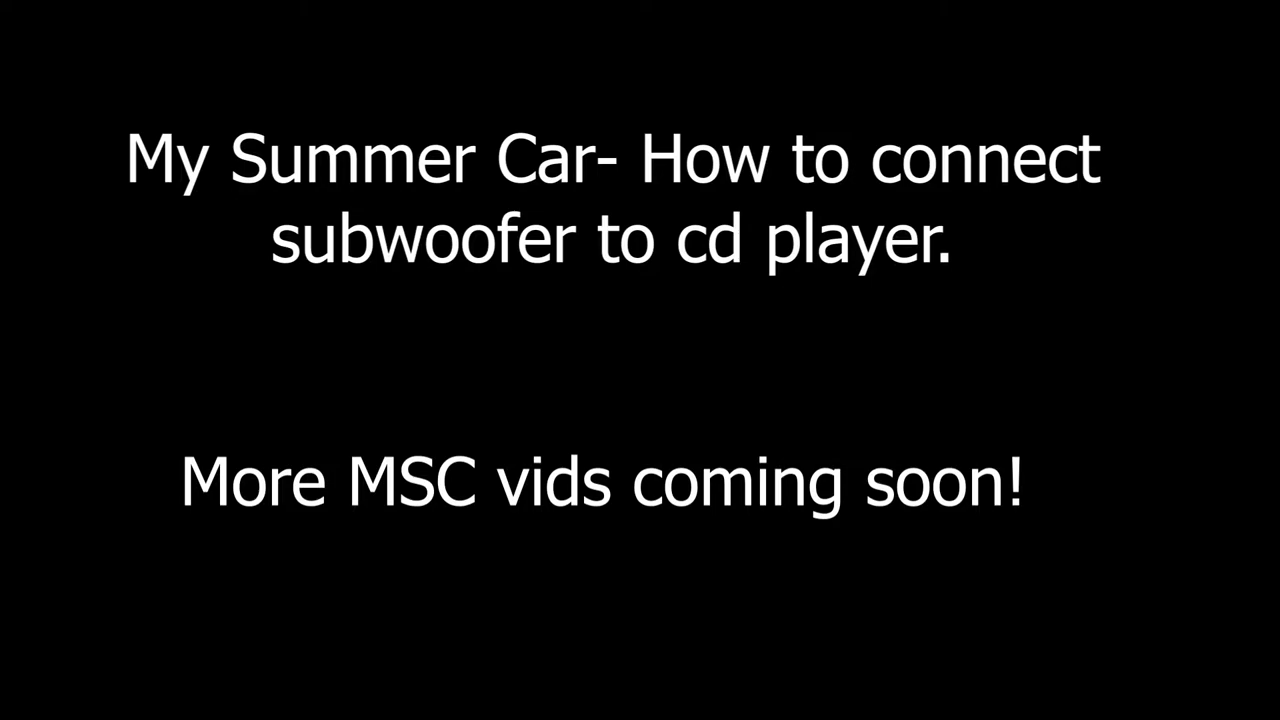 My Summer Car- How to connect
subwoofer to cd player.
More MSC vids coming soon!